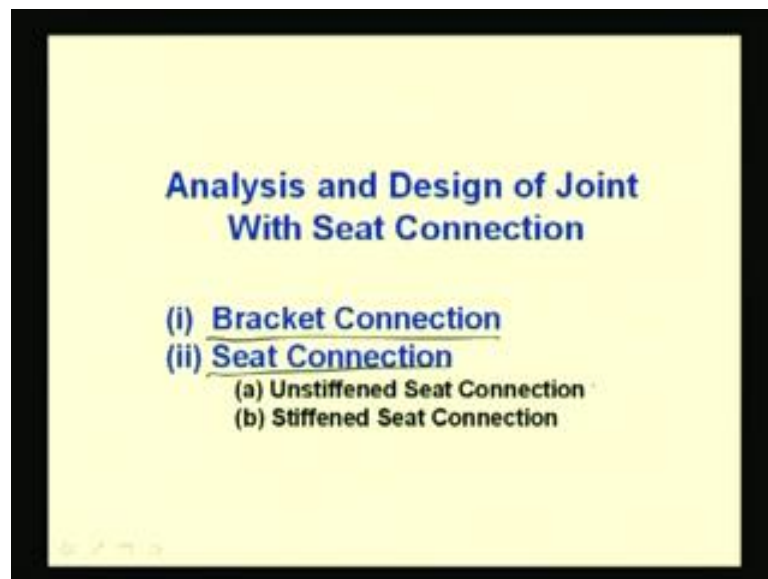 Analysis and Design of Joint
With Seat Connection
(i) Bracket Connection
(ii) Seat Connection
(a) Unstiffened Seat Connection
(b) Stiffened Seat Connection